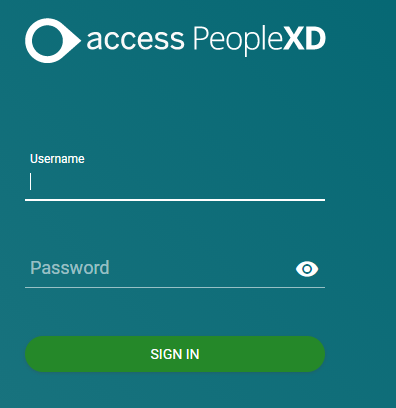 access PeopleXD
Username
Password
SIGN IN